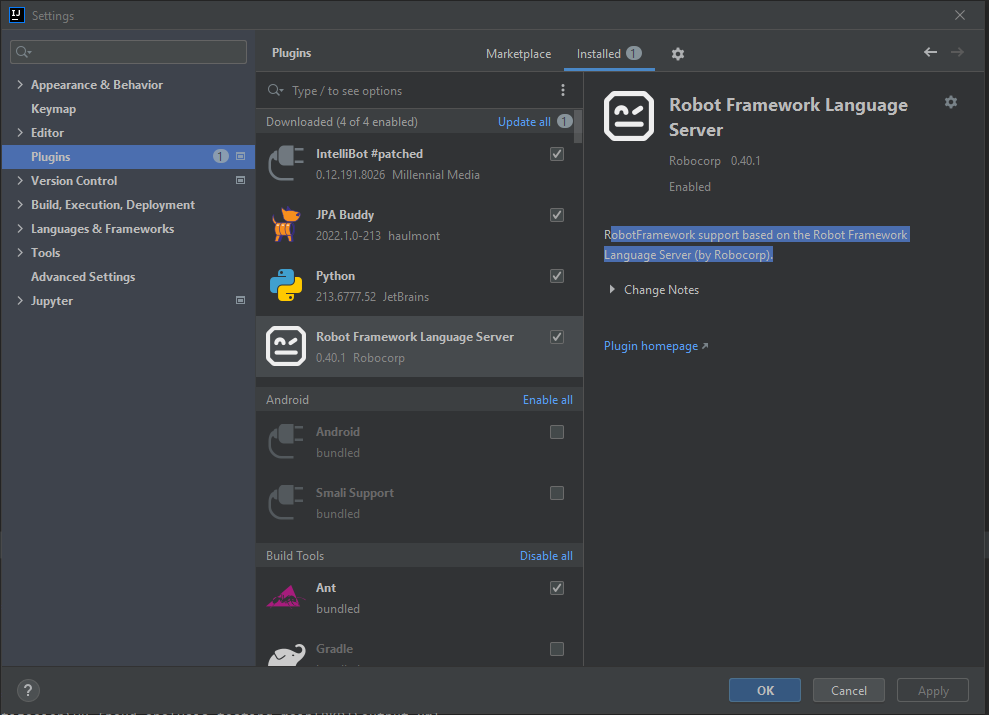 IJ
Settings
Appearance & Behavior
Keymap
Editor
Plugins
1
Version Control
Build, Execution, Deployment
Languages & Frameworks
Tools
Advanced Settings
Jupyter
Plugins
Marketplace
Installed 1
Type / to see options
Downloaded (4 of 4 enabled) Update all 1
IntelliBot #patched
0.12.191.8026 Millennial Media
JPA Buddy
2022.1.0-213 haulmont
Python
213.6777.52 JetBrains
Robot Framework Language Server
0.40.1 Robocorp
Android Enable all
Android
bundled
Smali Support
bundled
Build Tools Disable all
Ant
bundled
Gradle
Robot Framework Language
Server
Robocorp 0.40.1
Enabled
RobotFramework support based on the Robot Framework
Language Server (by Robocorp).
Change Notes
Plugin homepage
?
OK
Cancel
Apply